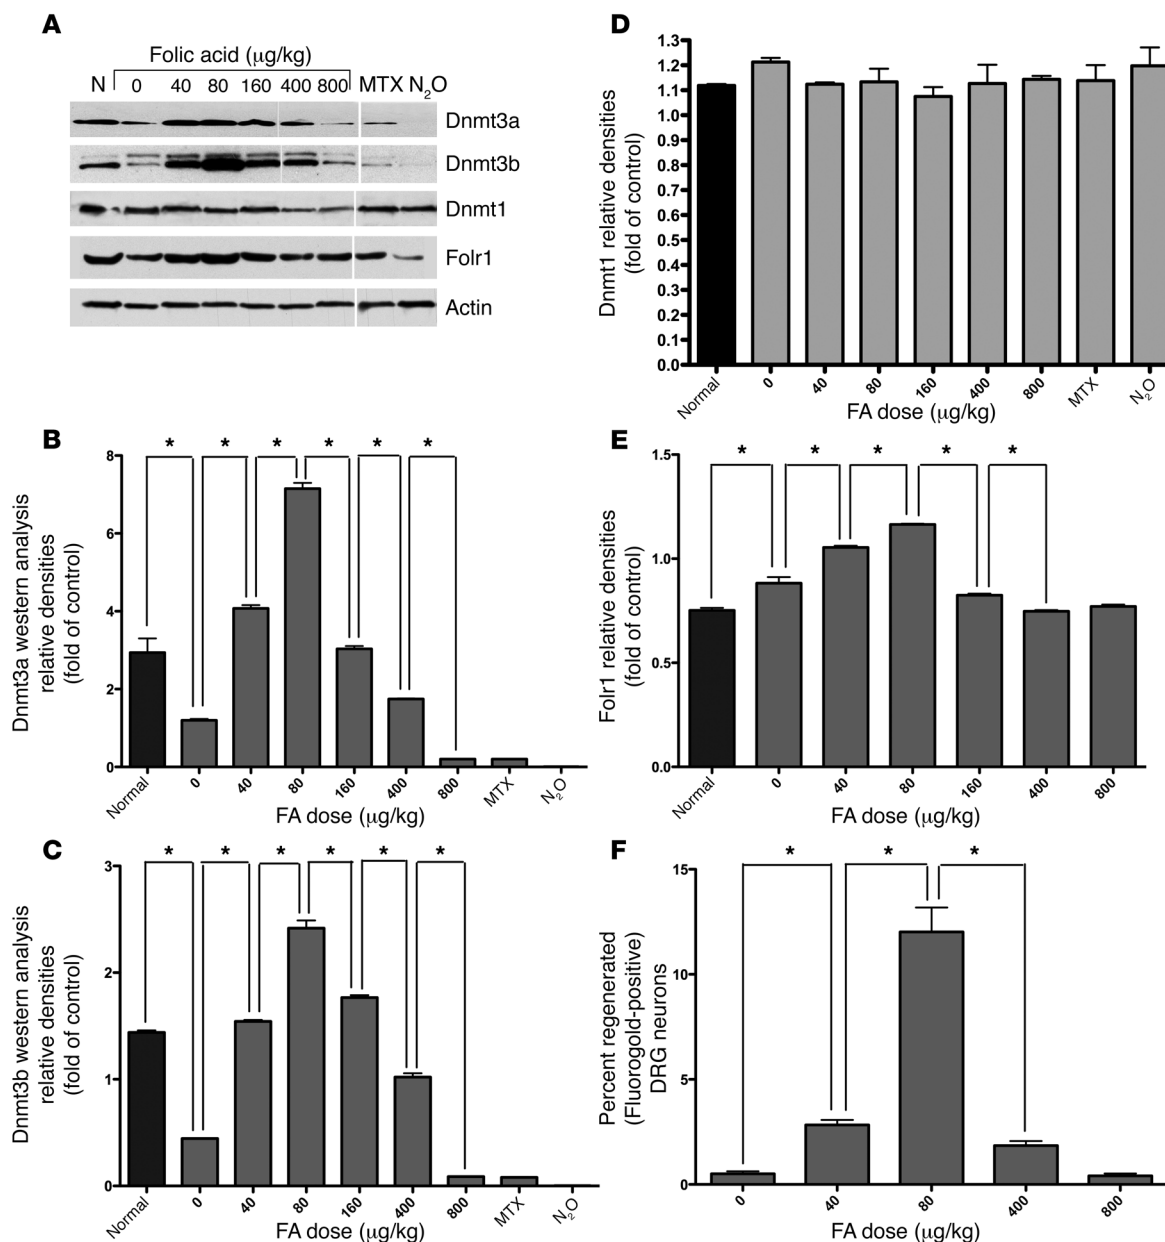 A
Folic acid (µg/kg)
N 0 40 80 160 400 800 MTX N2O
Dnmt3a
Dnmt3b
Dnmt1
Folr1
Actin
B
* * * * * *
Dnmt3a western analysis
relative densities
(fold of control)
8
6
4
2
0
Normal 0 40 80 160 400 800 MTX N2O
FA dose (µg/kg)
C
* * * * * *
Dnmt3b western analysis
relative densities
(fold of control)
3
2
1
0
Normal 0 40 80 160 400 800 MTX N2O
FA dose (µg/kg)
D
Dnmt1 relative densities
(fold of control)
1.3
1.2
1.1
1.0
0.9
0.8
0.7
0.6
0.5
0.4
0.3
0.2
0.1
0.0
Normal 0 40 80 160 400 800 MTX N2O
FA dose (µg/kg)
E
* * * * *
Folr1 relative densities
(fold of control)
1.5
1.0
0.5
0.0
Normal 0 40 80 160 400 800
FA dose (µg/kg)
F
* * *
Percent regenerated
(Fluorogold-positive)
DRG neurons
15
10
5
0
0 40 80 400 800
FA dose (µg/kg)